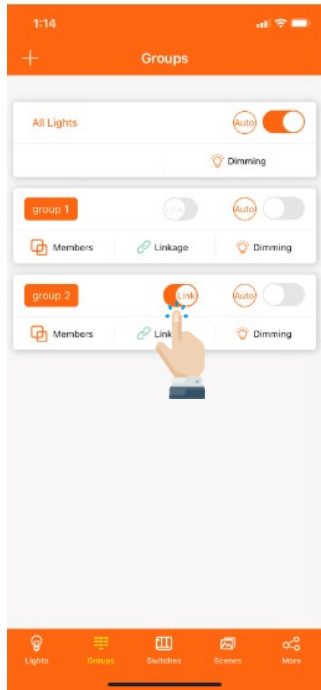 1:14
Groups
All Lights Auto
Dimming
group 1 Link Auto
Members Linkage Dimming
group 2 Link Auto
Members Link Dimming
Lights Groups Switches Scenes More